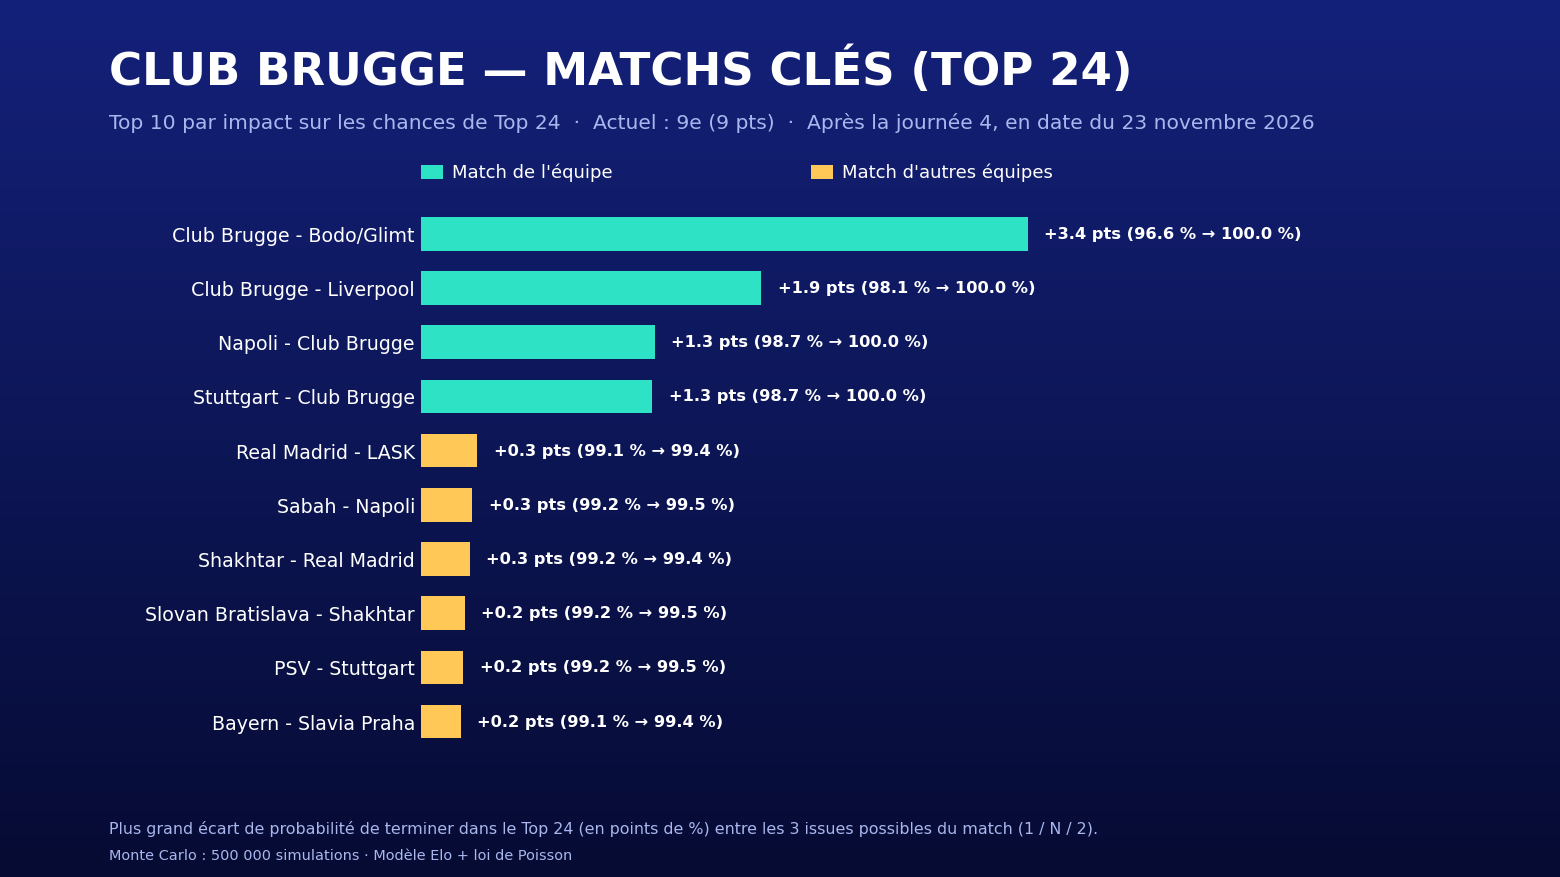 CLUB BRUGGE — MATCHS CLÉS (TOP 24)
Top 10 par impact sur les chances de Top 24 · Actuel : 9e (9 pts) · Après la journée 4, en date du 23 novembre 2026
Match de l'équipe
Match d'autres équipes
Club Brugge - Bodo/Glimt +3.4 pts (96.6 % → 100.0 %)
Club Brugge - Liverpool +1.9 pts (98.1 % → 100.0 %)
Napoli - Club Brugge +1.3 pts (98.7 % → 100.0 %)
Stuttgart - Club Brugge +1.3 pts (98.7 % → 100.0 %)
Real Madrid - LASK +0.3 pts (99.1 % → 99.4 %)
Sabah - Napoli +0.3 pts (99.2 % → 99.5 %)
Shakhtar - Real Madrid +0.3 pts (99.2 % → 99.4 %)
Slovan Bratislava - Shakhtar +0.2 pts (99.2 % → 99.5 %)
PSV - Stuttgart +0.2 pts (99.2 % → 99.5 %)
Bayern - Slavia Praha +0.2 pts (99.1 % → 99.4 %)
Plus grand écart de probabilité de terminer dans le Top 24 (en points de %) entre les 3 issues possibles du match (1 / N / 2).
Monte Carlo : 500 000 simulations · Modèle Elo + loi de Poisson